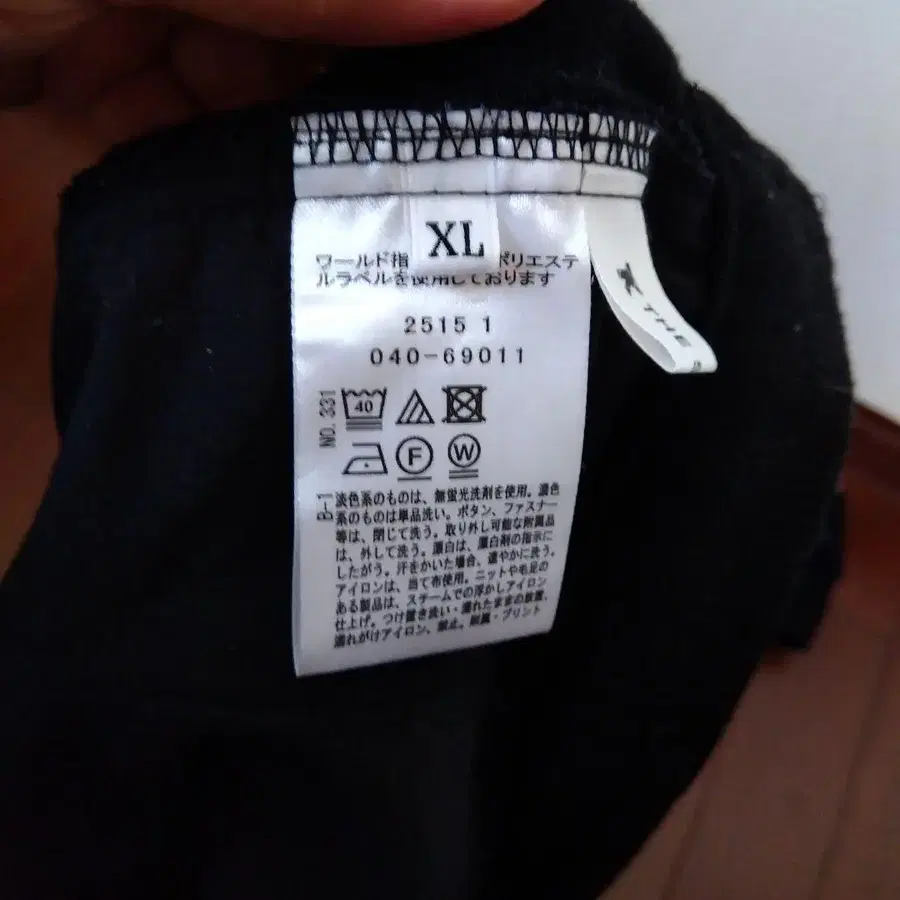 XL
ワールド指 ポリエステ
ルラベルを使用しております
2515 1
040-69011
NO. 331
40
F
W
B-1
淡色系のものは、無蛍光洗剤を使用。濃色
系のものは単品洗い。ボタン、ファスナー
等は、閉じて洗う。取り外し可能な附属品
は、外して洗う。漂白は、漂白剤の指示に
したがう。汗をかいた場合、速やかに洗う。
アイロンは、当て布使用。ニットや毛足の
ある製品は、スチームでの浮かしアイロン
仕上げ。つけ置き洗い・濡れたままの放置、
濡れがけアイロン、禁止。附属・プリント
THE